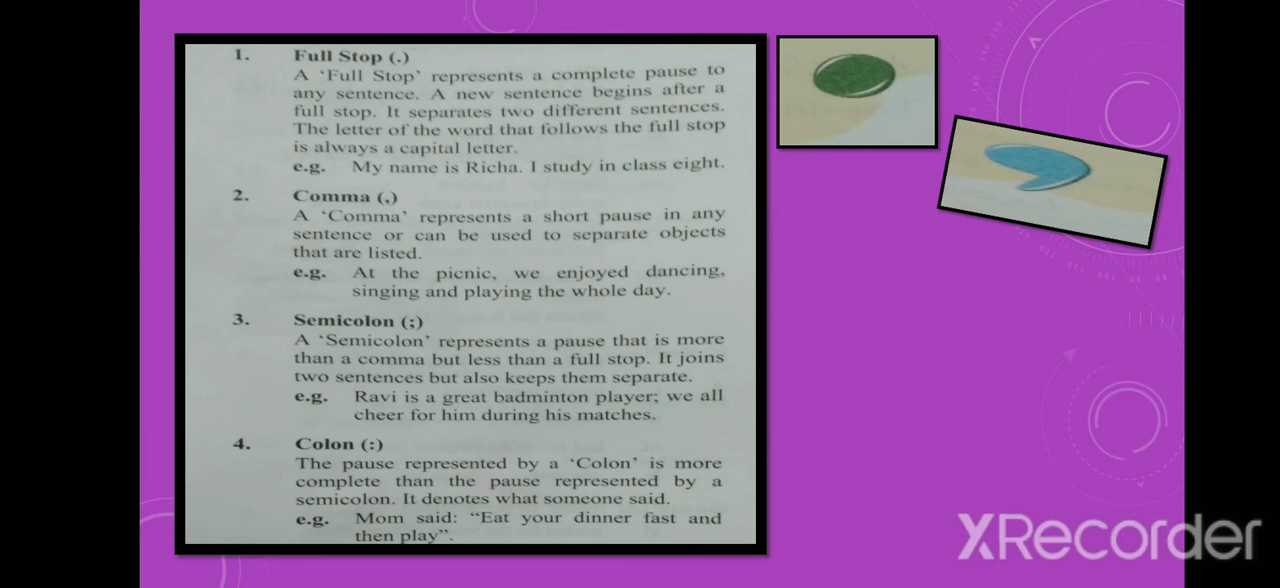 1. Full Stop (.)
A ‘Full Stop’ represents a complete pause to
any sentence. A new sentence begins after a
full stop. It separates two different sentences.
The letter of the word that follows the full stop
is always a capital letter.
e.g. My name is Richa. I study in class eight.
2. Comma (,)
A ‘Comma’ represents a short pause in any
sentence or can be used to separate objects
that are listed.
e.g. At the picnic, we enjoyed dancing,
singing and playing the whole day.
3. Semicolon (;)
A ‘Semicolon’ represents a pause that is more
than a comma but less than a full stop. It joins
two sentences but also keeps them separate.
e.g. Ravi is a great badminton player; we all
cheer for him during his matches.
4. Colon (:)
The pause represented by a ‘Colon’ is more
complete than the pause represented by a
semicolon. It denotes what someone said.
e.g. Mom said: “Eat your dinner fast and
then play”.
XRecorder